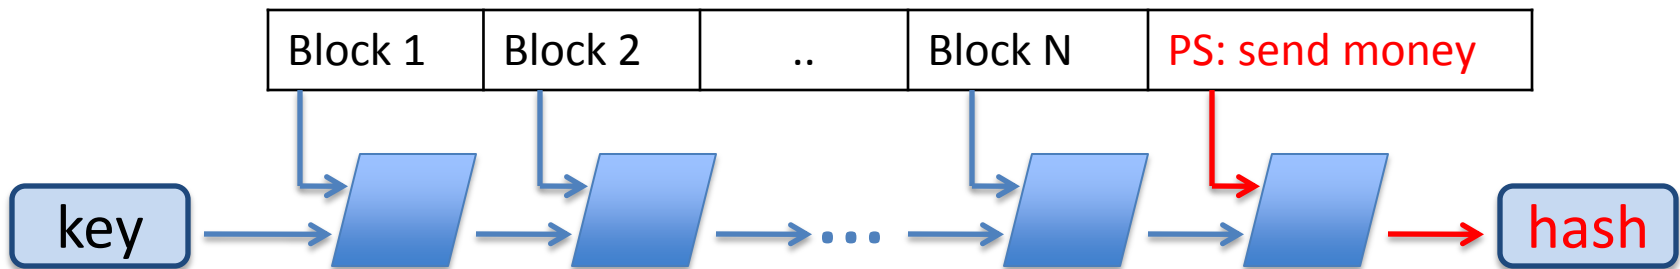 Block 1 Block 2 .. Block N PS: send money
key ... hash